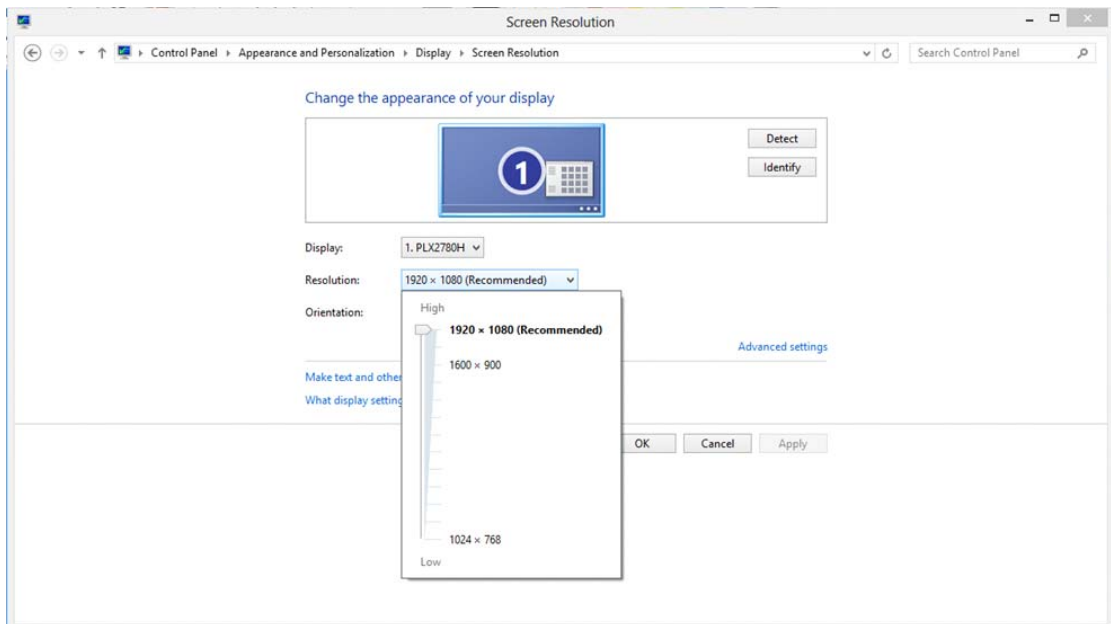 Screen Resolution
Control Panel Appearance and Personalization Display Screen Resolution
Search Control Panel
Change the appearance of your display
1
Detect
Identify
Display: 1. PLX2780H
Resolution: 1920 × 1080 (Recommended)
Orientation:
High
1920 × 1080 (Recommended)
1600 × 900
1024 × 768
Low
Advanced settings
Make text and other
What display setting
OK Cancel Apply